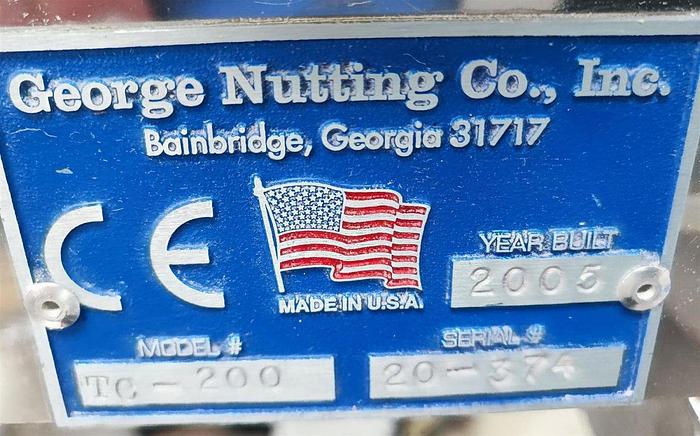 George Nutting Co., Inc.
Bainbridge, Georgia 31717
CE
MADE IN U.S.A.
YEAR BUILT
2005
MODEL #
TC-200
SERIAL #
20-374